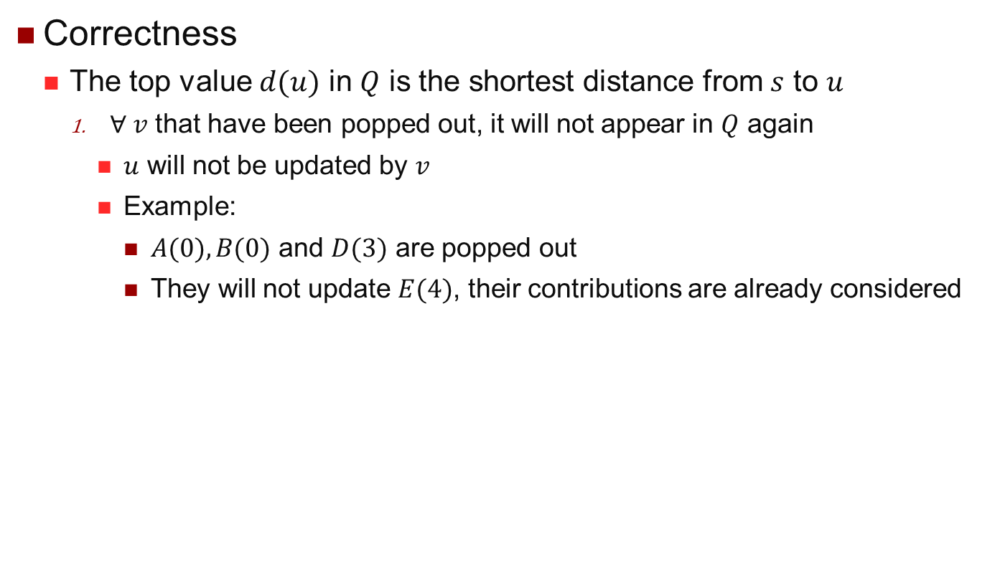 Correctness
The top value d(u) in Q is the shortest distance from s to u
1. ∀ v that have been popped out, it will not appear in Q again
u will not be updated by v
Example:
A(0), B(0) and D(3) are popped out
They will not update E(4), their contributions are already considered